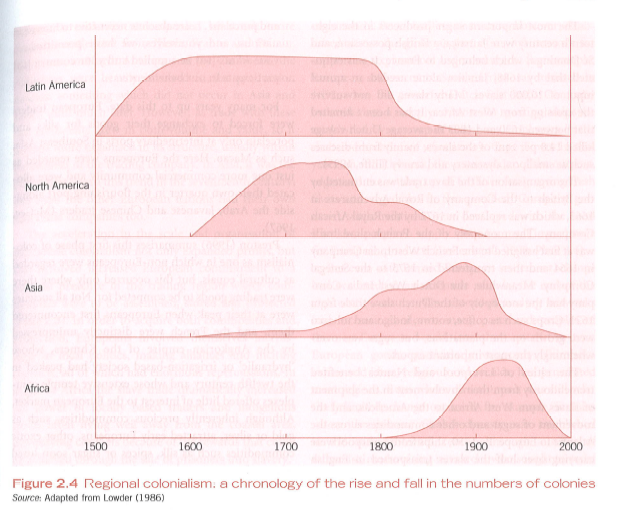 Latin America
North America
Asia
Africa
1500 1600 1700 1800 1900 2000
Figure 2.4 Regional colonialism: a chronology of the rise and fall in the numbers of colonies
Source: Adapted from Lowder (1986)